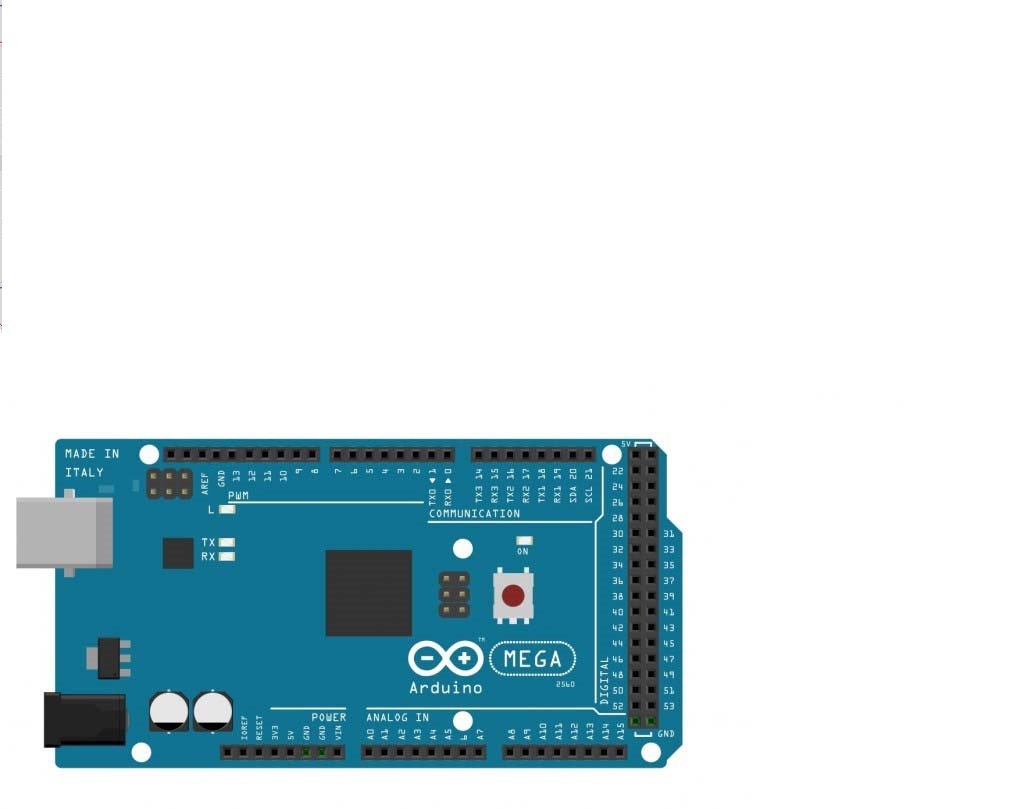 MADE IN
ITALY
AREF
GND
13
12
11
10
9
8
7
6
5
4
3
2
TX0 ◄ 1
RX0 ◄ 0
TX3 14
RX3 15
TX2 16
RX2 17
TX1 18
RX1 19
SDA 20
SCL 21
5V
PWM
L
COMMUNICATION
TX
RX
ON
22
24
26
28
30 31
32 33
34 35
36 37
38 39
40 41
42 43
44 45
46 47
48 49
50 51
52 53
GND
DIGITAL
TM
MEGA
Arduino
2560
POWER
ANALOG IN
IOREF
RESET
3V3
5V
GND
GND
VIN
A0
A1
A2
A3
A4
A5
6
A7
A8
A9
A10
A11
A12
A13
A14
A15